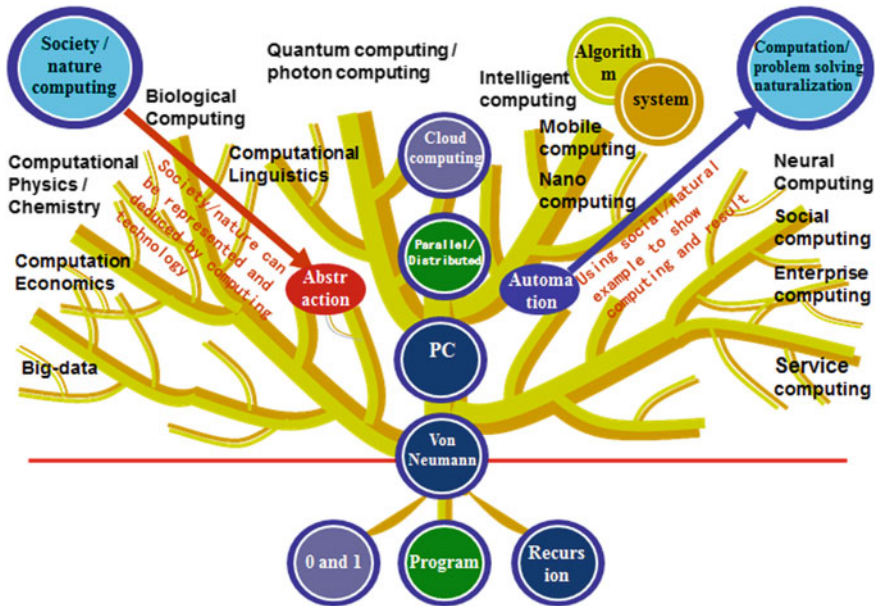 Society /
nature
computing
Quantum computing /
photon computing
Algorith
m
system
Computation/
problem solving
naturalization
Biological
Computing
Intelligent
computing
Cloud
computing
Mobile
computing
Computational
Physics /
Chemistry
Computational
Linguistics
Nano
computing
Neural
Computing
Society/nature can
be represented and
deduced by computing
technology
Parallel/
Distributed
Using social/natural
example to show
computing and result
Social
computing
Computation
Economics
Abstr
action
Automa
tion
Enterprise
computing
Big-data
PC
Service
computing
Von
Neumann
0 and 1
Program
Recurs
ion